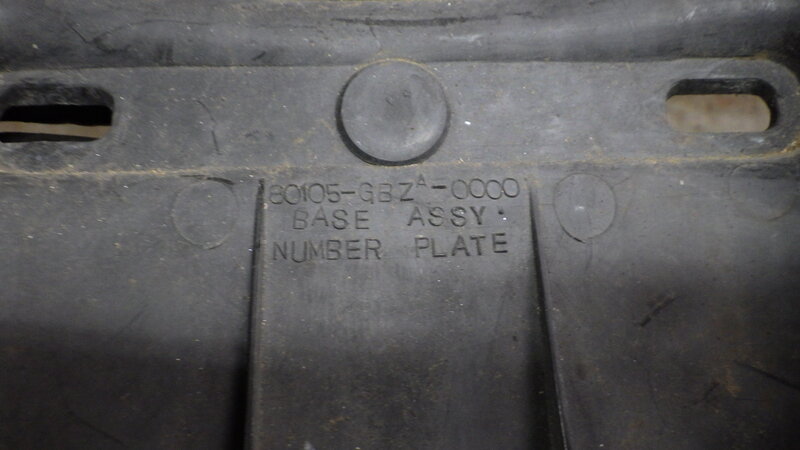 80105-GBZA-0000
BASE ASSY.
NUMBER PLATE